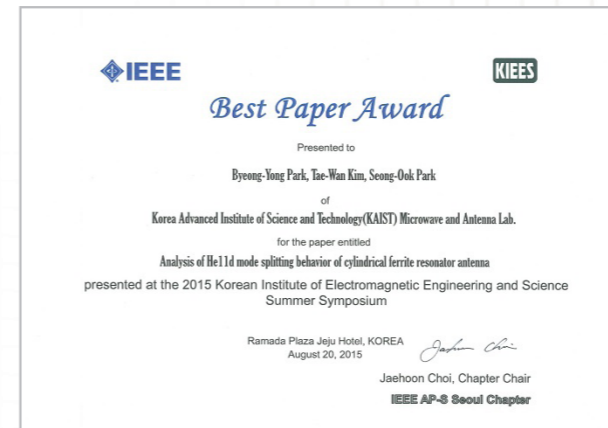 IEEE
KIEES
Best Paper Award
Presented to
Byeong-Yong Park, Tae-Wan Kim, Seong-Ook Park
of
Korea Advanced Institute of Science and Technology(KAIST) Microwave and Antenna Lab.
for the paper entitled
Analysis of He11d mode splitting behavior of cylindrical ferrite resonator antenna
presented at the 2015 Korean Institute of Electromagnetic Engineering and Science
Summer Symposium
Ramada Plaza Jeju Hotel, KOREA
August 20, 2015
Jaehoon Choi, Chapter Chair
IEEE AP-S Seoul Chapter